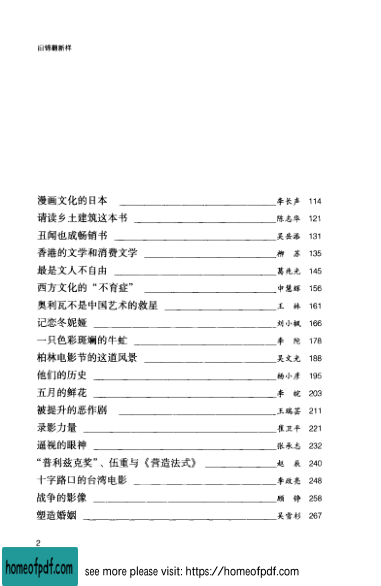 出锦翻新样
漫画文化的日本 李长声 114
请读乡土建筑这本书 陈志华 121
丑闻也成畅销书 吴岳添 131
香港的文学和消费文学 柳苏 135
最是文人不自由 葛兆光 145
西方文化的“不育症” 申慧辉 156
奥利瓦不是中国艺术的救星 王林 161
记恋冬妮娅 刘小枫 166
一只色彩斑斓的牛虻 李陀 178
柏林电影节的这道风景 吴文光 188
他们的历史 杨小彦 195
五月的鲜花 李皖 203
被提升的恶作剧 王瑞芸 211
录影力量 崔卫平 221
逼视的眼神 张承志 232
“普利兹克奖”、伍重与《营造法式》 赵辰 240
十字路口的台湾电影 李政亮 248
战争的影像 顾铮 258
塑造婚姻 吴雪杉 267
2
homeofpdf.com see more please visit: https://homeofpdf.com